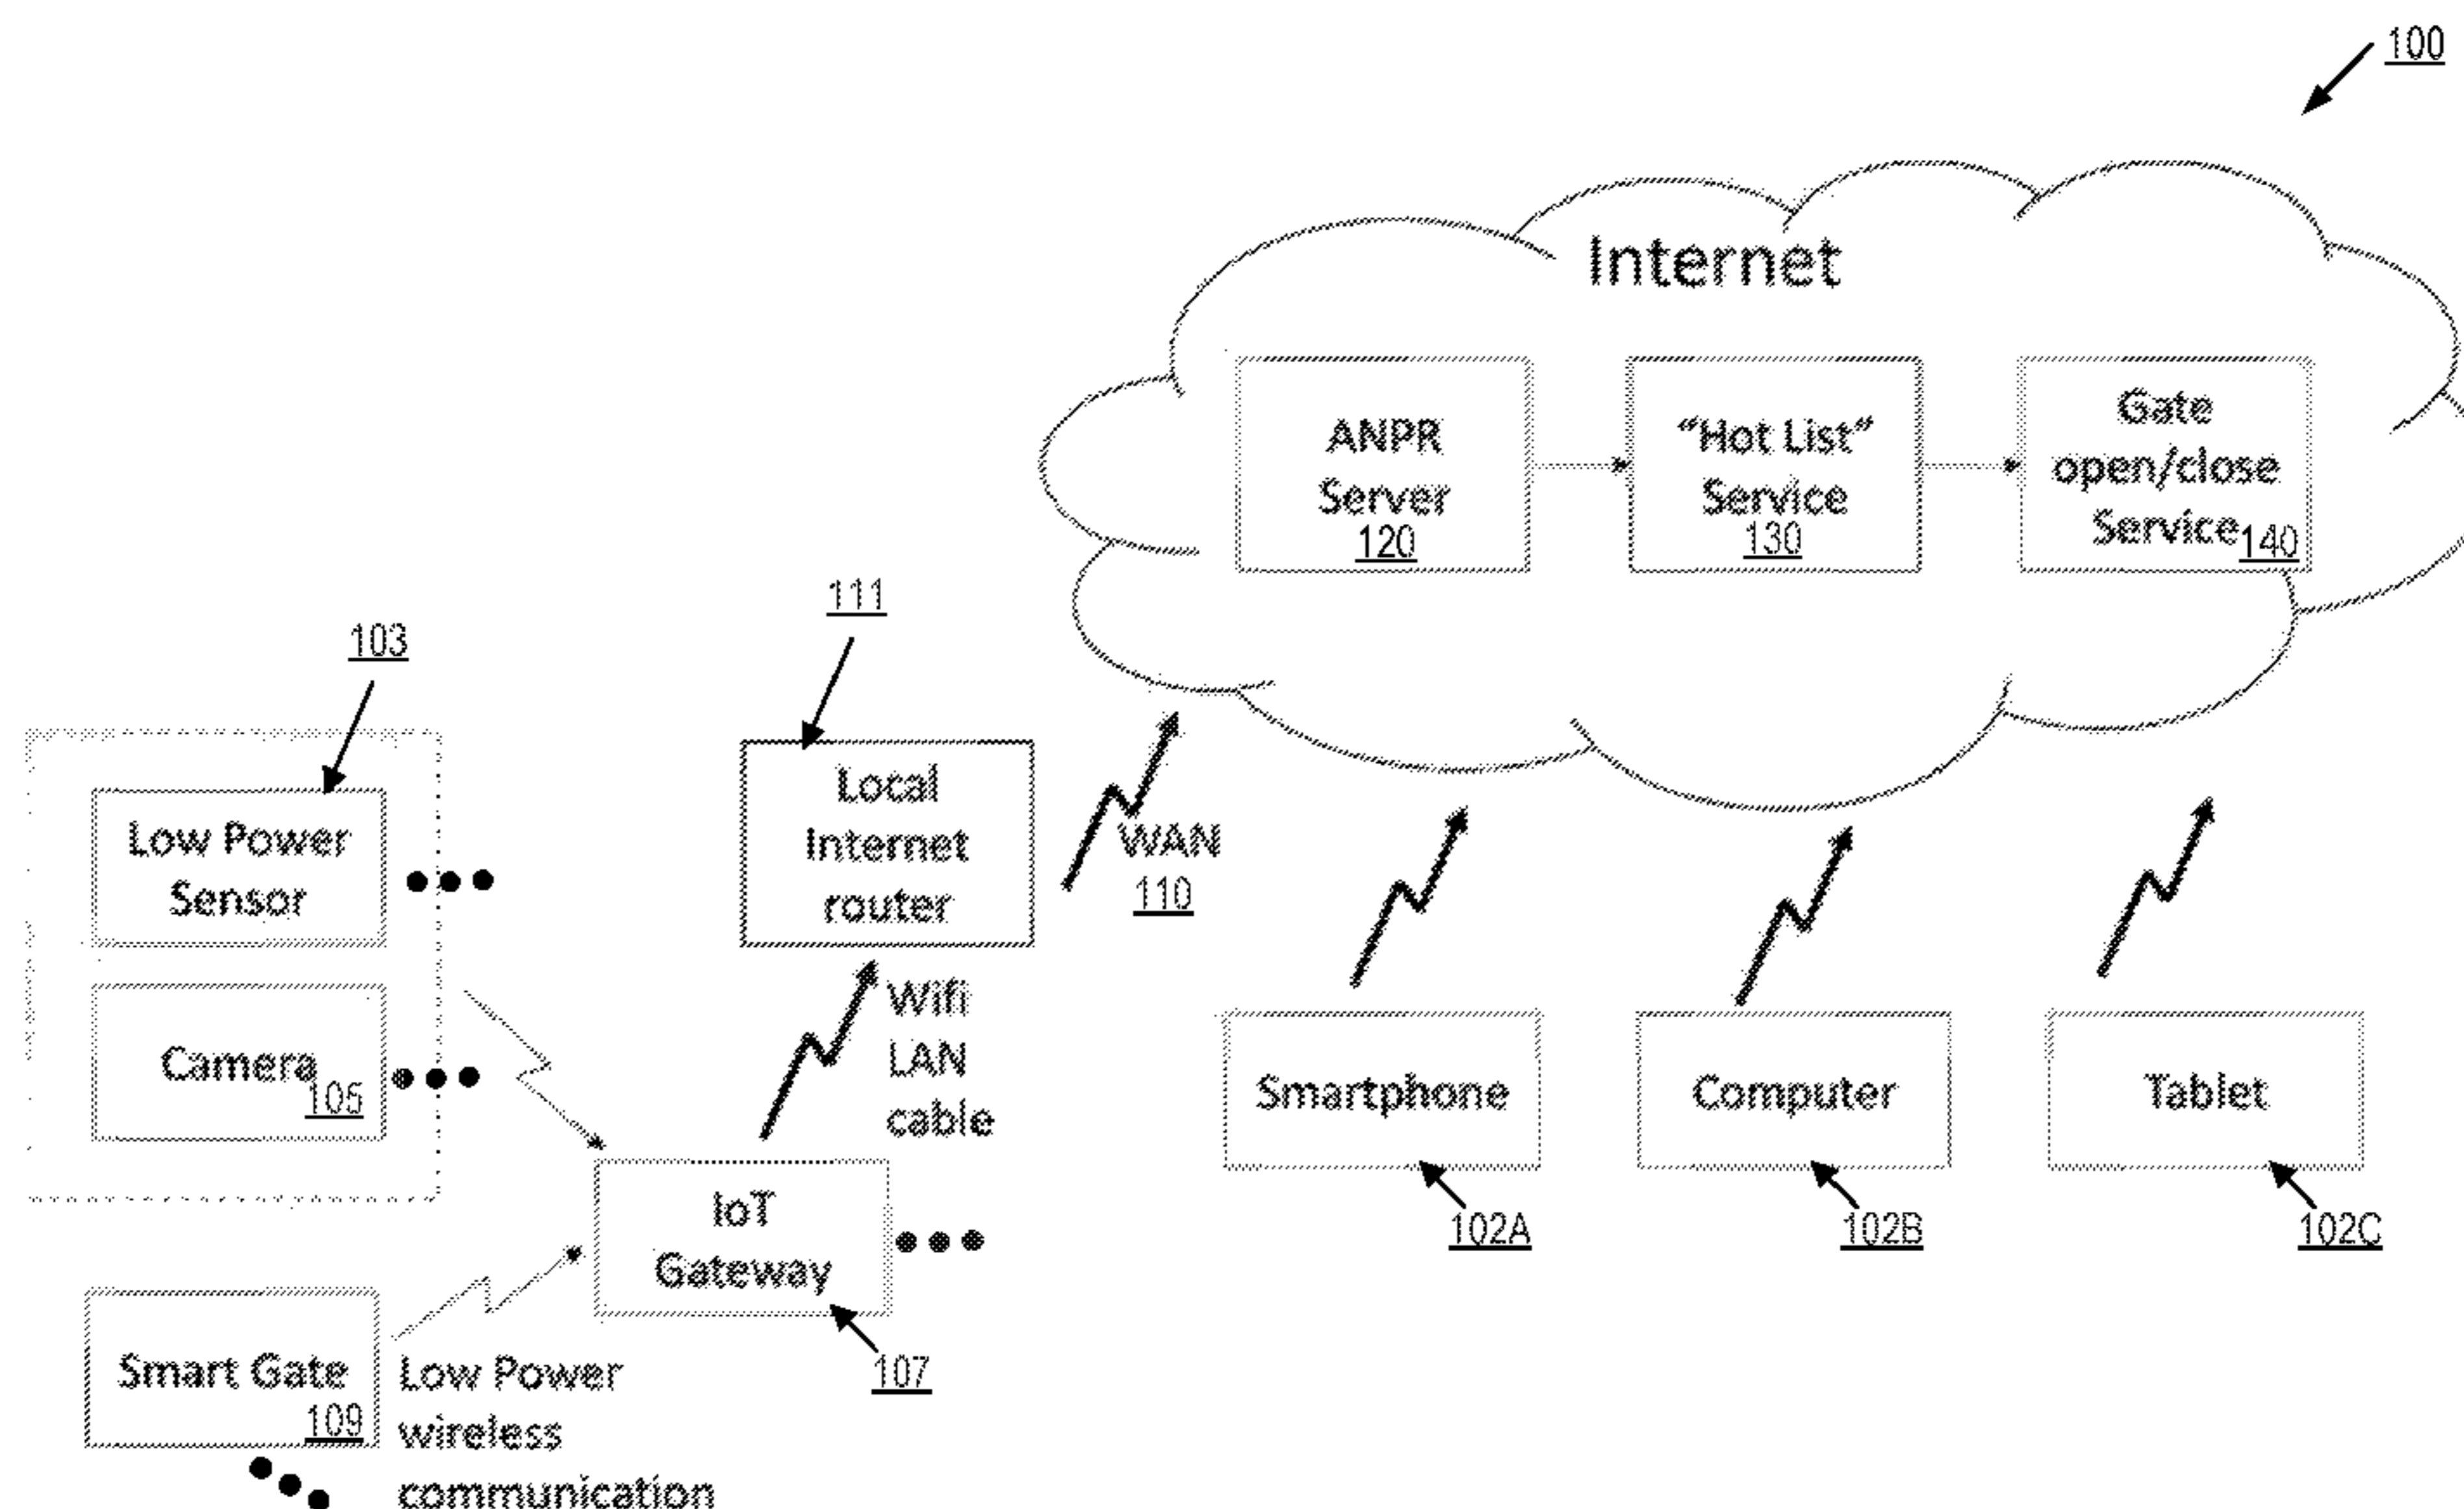 100
Internet
ANPR
Server
120
“Hot List”
Service
130
Gate
open/close
Service
140
111
103
Local
Internet
router
WAN
110
Low Power
Sensor
Camera
105
Wifi
LAN
cable
Smartphone
Computer
Tablet
102A
102B
102C
IoT
Gateway
107
Smart Gate
109
Low Power
wireless
communication